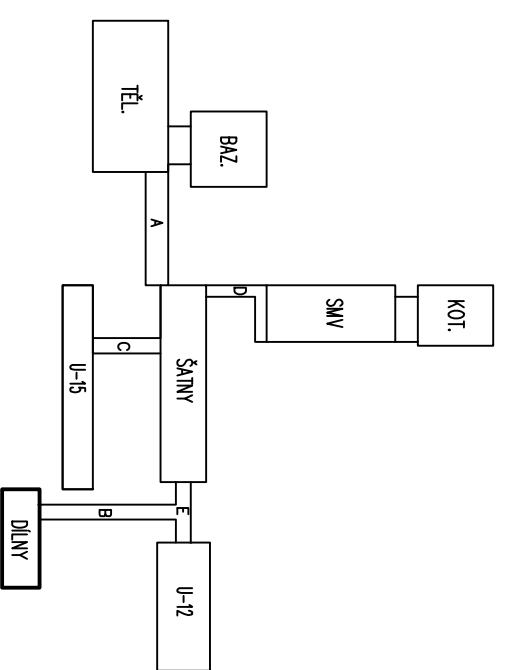 TĚL.
BAZ.
A
D
SMV
KOT.
C
ŠATNY
U-15
B
E
DÍLNY
U-12